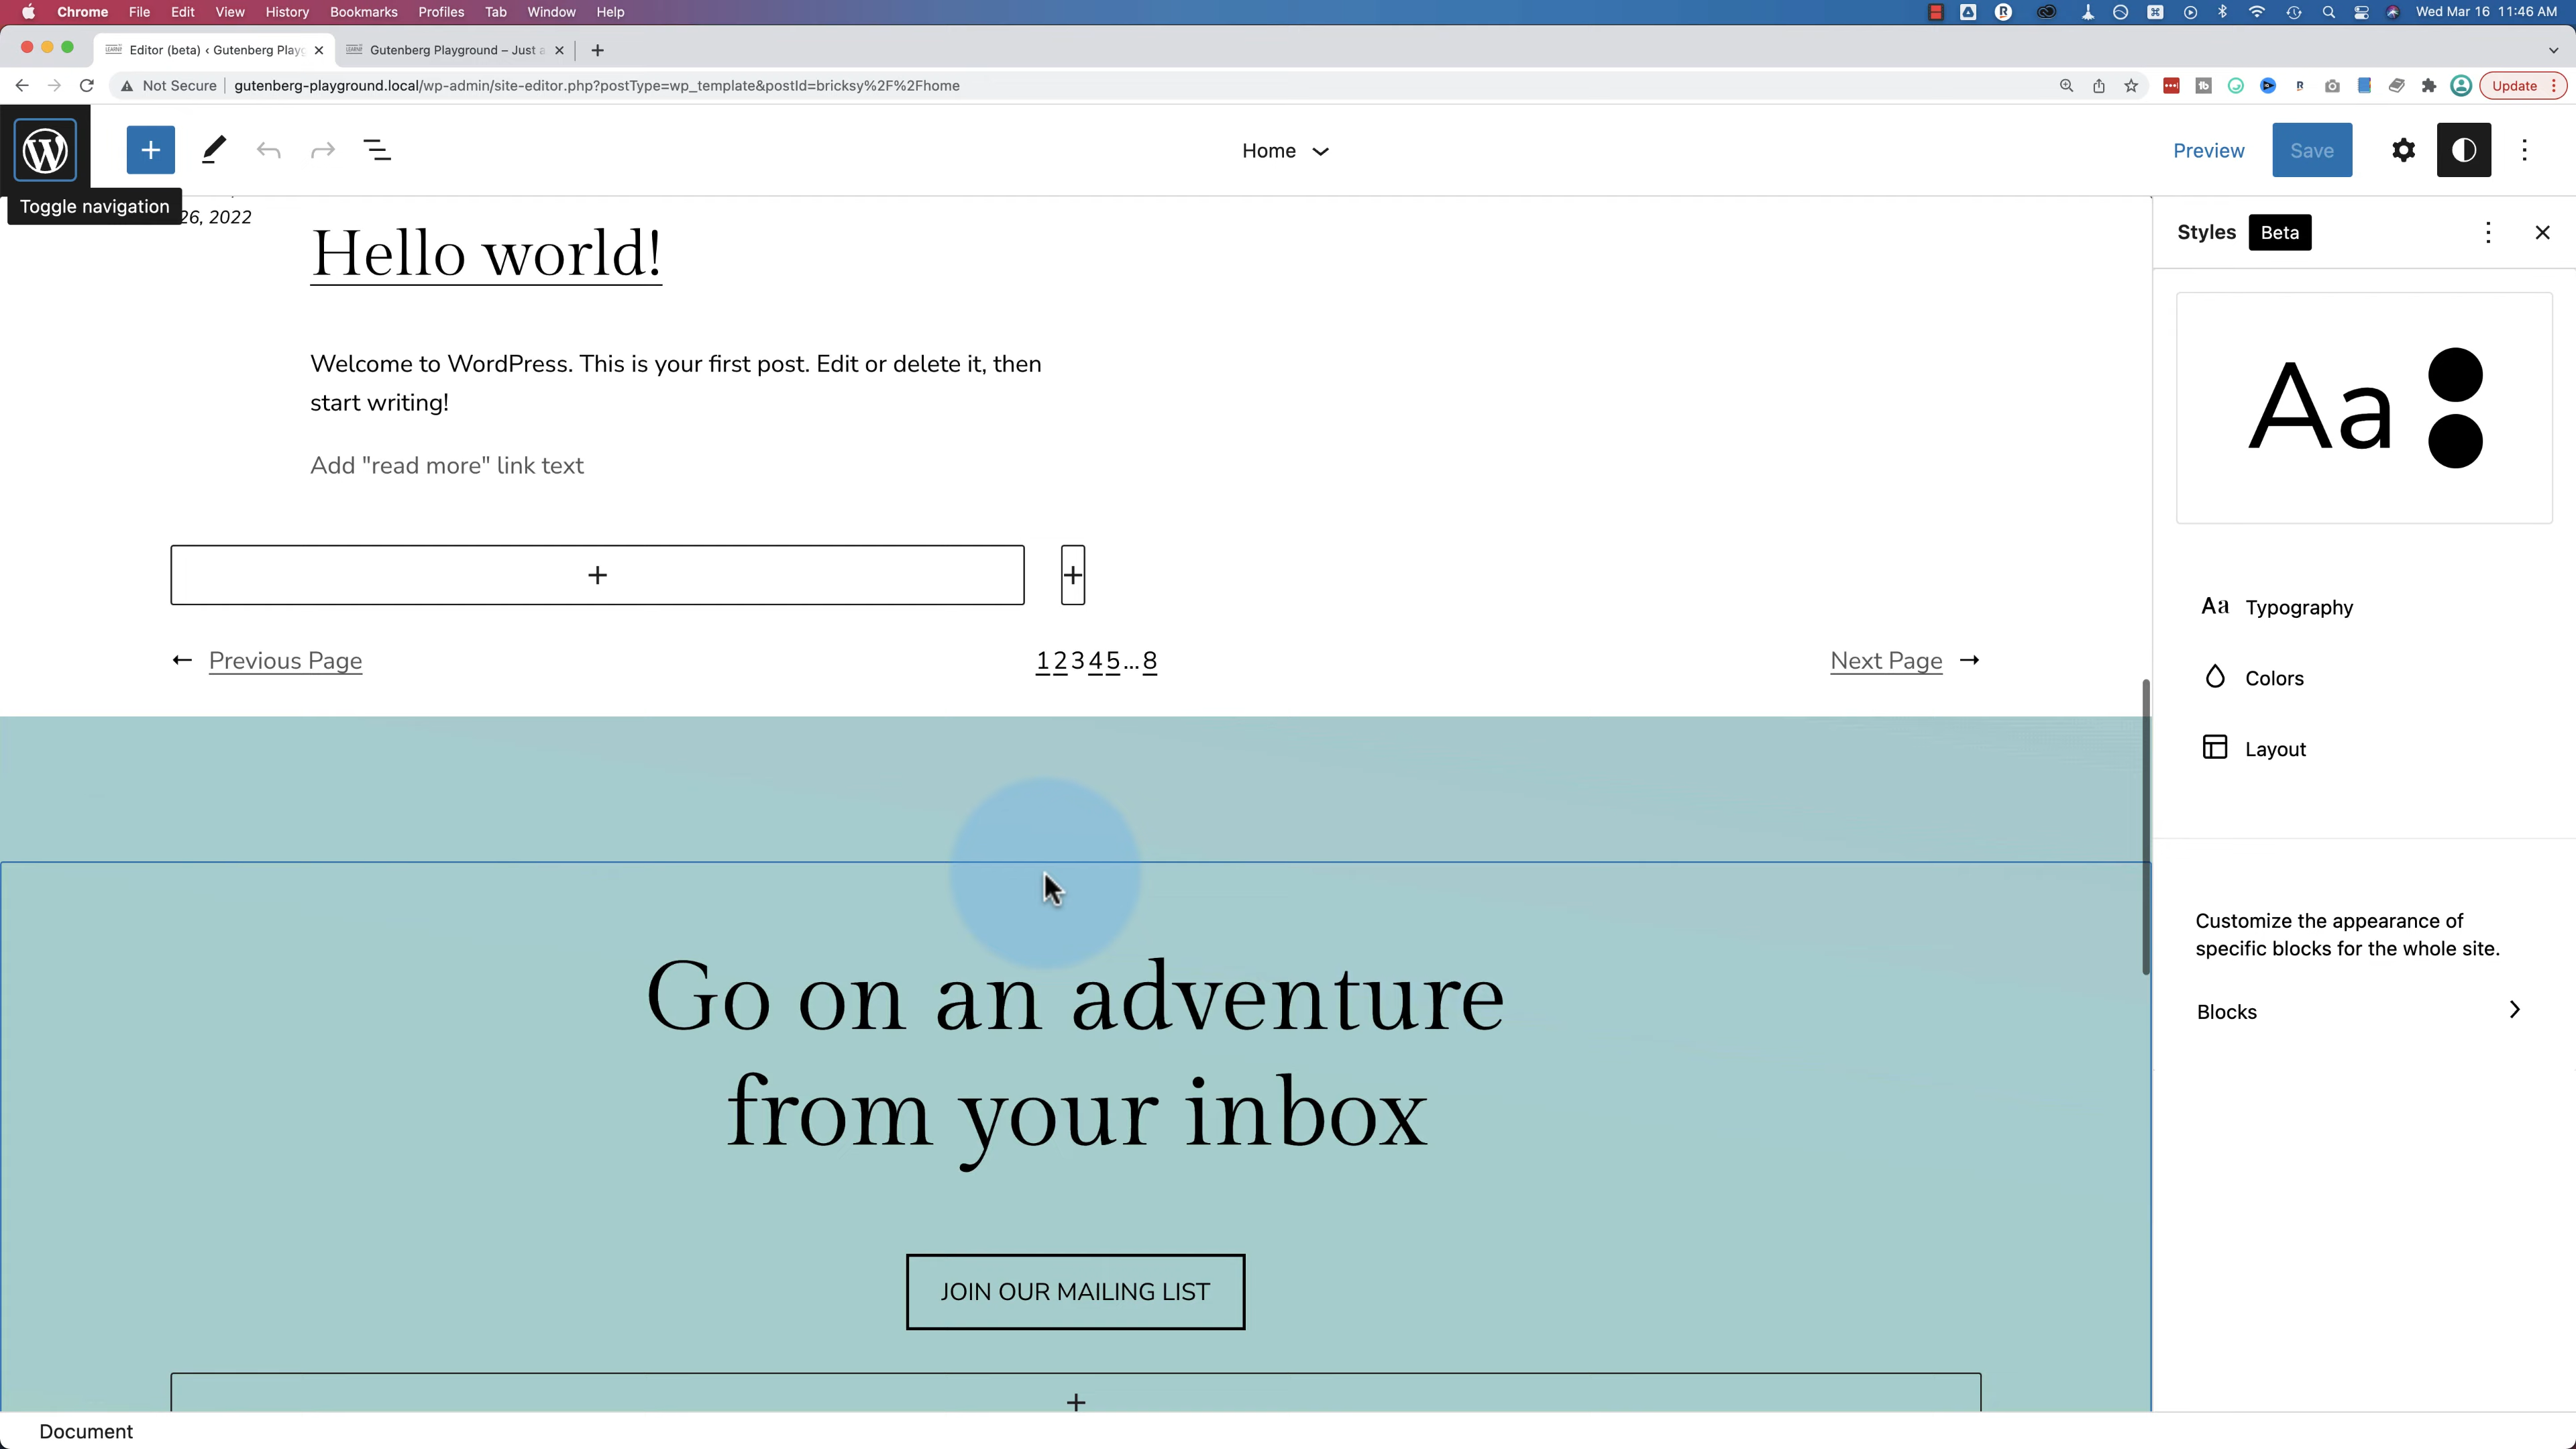 Chrome File Edit View History Bookmarks Profiles Tab Window Help
Wed Mar 16 11:46 AM
Editor (beta) ‹ Gutenberg Play
Gutenberg Playground – Just a
Not Secure
gutenberg-playground.local/wp-admin/site-editor.php?postType=wp_template&postId=bricksy%2F%2Fhome
Update
Home
Preview
Save
Toggle navigation
26, 2022
Styles Beta
Hello world!
Welcome to WordPress. This is your first post. Edit or delete it, then
start writing!
Add "read more" link text
Aa
Aa Typography
Colors
Layout
← Previous Page
1 2 3 4 5 ... 8
Next Page →
Customize the appearance of
specific blocks for the whole site.
Blocks
Go on an adventure
from your inbox
JOIN OUR MAILING LIST
Document